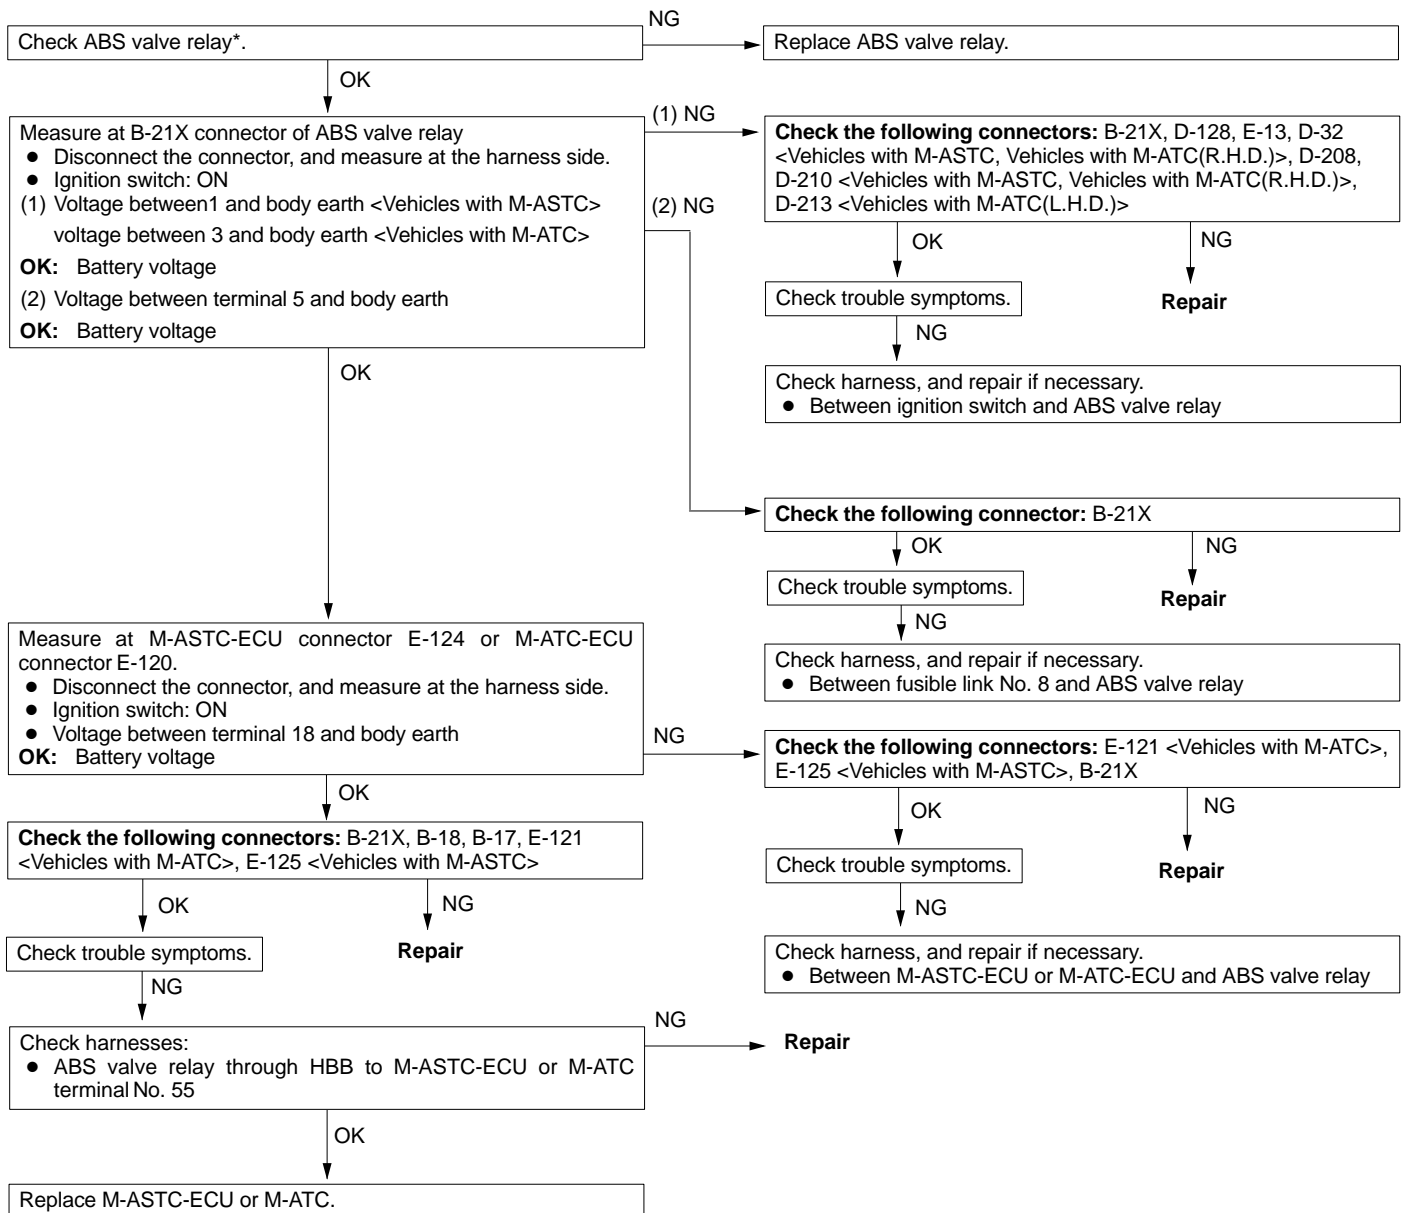 NG
Check ABS valve relay*.
Replace ABS valve relay.
OK
Measure at B-21X connector of ABS valve relay
● Disconnect the connector, and measure at the harness side.
● Ignition switch: ON
(1) Voltage between1 and body earth <Vehicles with M-ASTC>
voltage between 3 and body earth <Vehicles with M-ATC>
OK: Battery voltage
(2) Voltage between terminal 5 and body earth
OK: Battery voltage
(1) NG
(2) NG
Check the following connectors: B-21X, D-128, E-13, D-32
<Vehicles with M-ASTC, Vehicles with M-ATC(R.H.D.)>, D-208,
D-210 <Vehicles with M-ASTC, Vehicles with M-ATC(R.H.D.)>,
D-213 <Vehicles with M-ATC(L.H.D.)>
OK
NG
Check trouble symptoms.
Repair
NG
Check harness, and repair if necessary.
● Between ignition switch and ABS valve relay
OK
Check the following connector: B-21X
OK
NG
Check trouble symptoms.
Repair
NG
Check harness, and repair if necessary.
● Between fusible link No. 8 and ABS valve relay
Measure at M-ASTC-ECU connector E-124 or M-ATC-ECU
connector E-120.
● Disconnect the connector, and measure at the harness side.
● Ignition switch: ON
● Voltage between terminal 18 and body earth
OK: Battery voltage
NG
Check the following connectors: E-121 <Vehicles with M-ATC>,
E-125 <Vehicles with M-ASTC>, B-21X
OK
NG
Check trouble symptoms.
Repair
NG
Check harness, and repair if necessary.
● Between M-ASTC-ECU or M-ATC-ECU and ABS valve relay
OK
Check the following connectors: B-21X, B-18, B-17, E-121
<Vehicles with M-ATC>, E-125 <Vehicles with M-ASTC>
OK
NG
Check trouble symptoms.
Repair
NG
Check harnesses:
● ABS valve relay through HBB to M-ASTC-ECU or M-ATC
terminal No. 55
NG
Repair
OK
Replace M-ASTC-ECU or M-ATC.